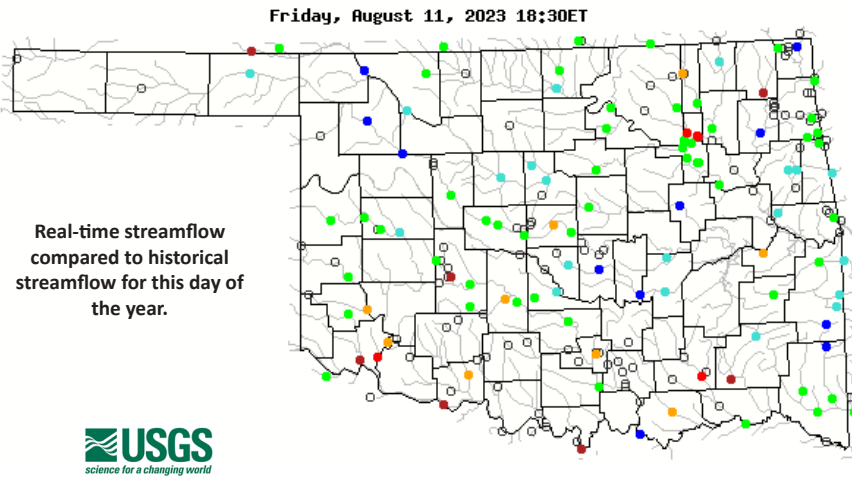 Friday, August 11, 2023 18:30ET
Real-time streamflow
compared to historical
streamflow for this day of
the year.
USGS
science for a changing world